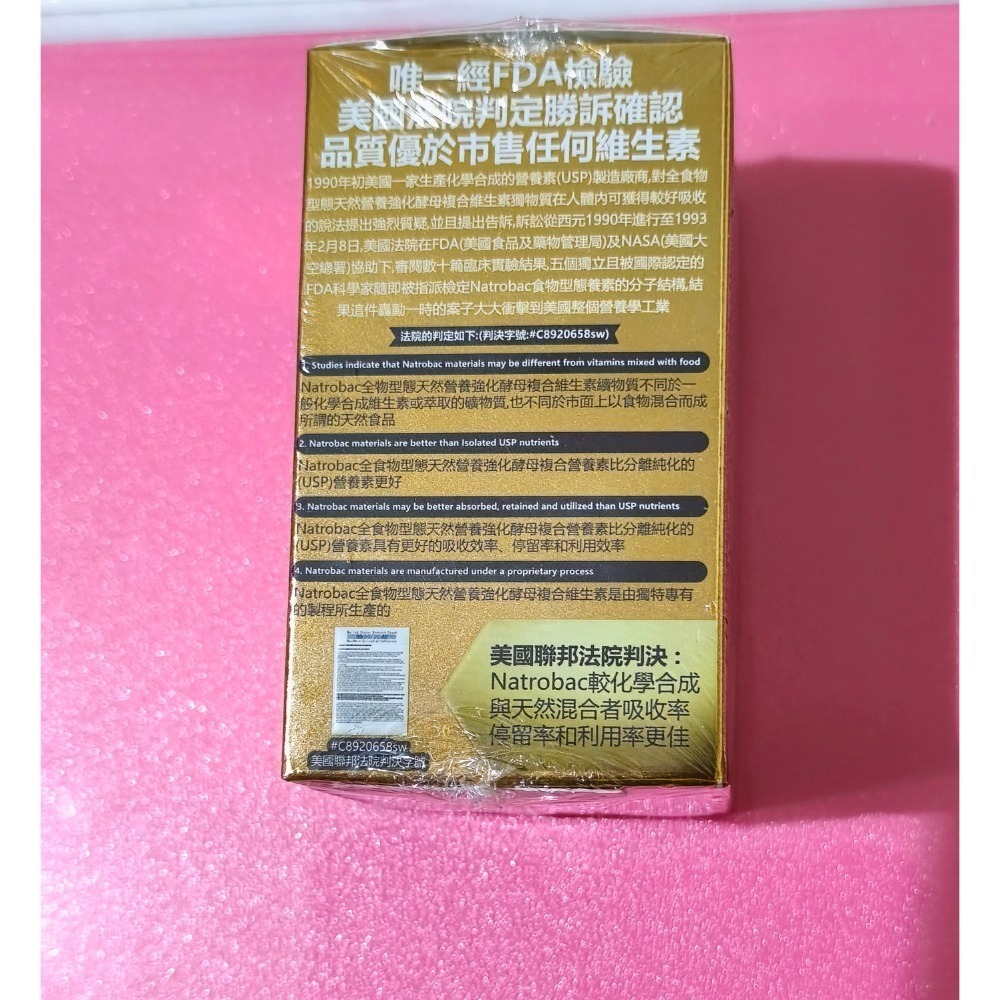 唯一經FDA檢驗
美國法院判定勝訴確認
品質優於市售任何維生素
1990年初美國一家生產化學合成的營養素(USP)製造廠商,對全食物
型態天然營養強化酵母複合維生素獨物質在人體內可獲得較好吸收
的說法提出強烈質疑,並且提出告訴,訴訟從西元1990年進行至1993
年2月8日,美國法院在FDA(美國食品及藥物管理局)及NASA(美國太
空總署)協助下,審閱數十篇臨床實驗結果,五個獨立且被國際認定的
FDA科學家隨即被指派檢定Natrobac食物型態養素的分子結構,結
果這件轟動一時的案子大大衝擊到美國整個營養學工業
法院的判定如下:(判決字號:#C8920658sw)
1. Studies indicate that Natrobac materials may be different from vitamins mixed with food
Natrobac全物型態天然營養強化酵母複合維生素續物質不同於一
般化學合成維生素或萃取的礦物質,也不同於市面上以食物混合而成
所謂的天然食品
2. Natrobac materials are better than Isolated USP nutrients
Natrobac全食物型態天然營養強化酵母複合營養素比分離純化的
(USP)營養素更好
3. Natrobac materials may be better absorbed, retained and utilized than USP nutrients
Natrobac全食物型態天然營養強化酵母複合營養素比分離純化的
(USP)營養素具有更好的吸收效率、停留率和利用效率
4. Natrobac materials are manufactured under a proprietary process
Natrobac全食物型態天然營養強化酵母複合維生素是由獨特專有
的製程所生產的
美國聯邦法院判決：
Natrobac較化學合成
與天然混合者吸收率
停留率和利用率更佳
#C8920658sw
美國聯邦法院判決字號